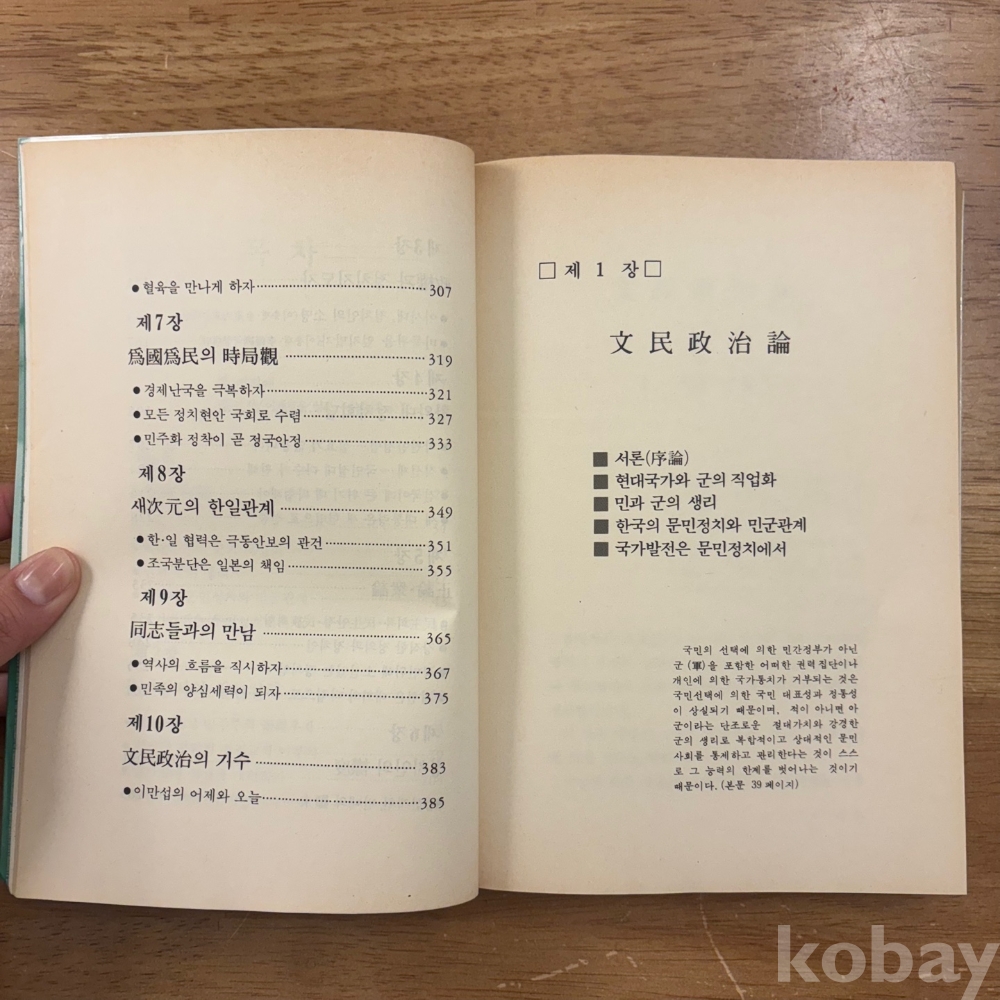 ● 혈육을 만나게 하자 ················ 307
제7장
爲國爲民의 時局觀 ················ 319
● 경제난국을 극복하자 ················ 321
● 모든 정치현안 국회로 수렴 ················ 327
● 민주화 정착이 곧 정국안정 ················ 333
제8장
새次元의 한일관계 ················ 349
● 한·일 협력은 극동안보의 관건 ················ 351
● 조국분단은 일본의 책임 ················ 355
제9장
同志들과의 만남 ················ 365
● 역사의 흐름을 직시하자 ················ 367
● 민족의 양심세력이 되자 ················ 375
제10장
文民政治의 기수 ················ 383
● 이만섭의 어제와 오늘 ················ 385
□ 제 1 장 □
文民政治論
■ 서론(序論)
■ 현대국가와 군의 직업화
■ 민과 군의 생리
■ 한국의 문민정치와 민군관계
■ 국가발전은 문민정치에서
국민의 선택에 의한 민간정부가 아닌
군(軍)을 포함한 어떠한 권력집단이나
개인에 의한 국가통치가 거부되는 것은
국민선택에 의한 국민 대표성과 정통성
이 상실되기 때문이며, 적이 아니면 아
군이라는 단조로운 절대가치와 강경한
군의 생리로 복합적이고 상대적인 문민
사회를 통제하고 관리한다는 것이 스스
로 그 능력의 한계를 벗어나는 것이기
때문이다. (본문 39 페이지)
kobay